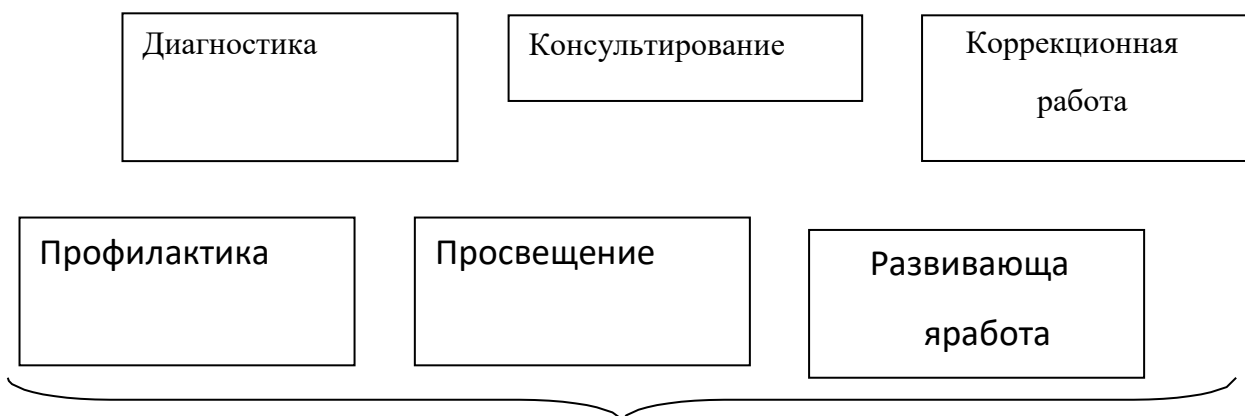 Диагностика
Консультирование
Коррекционная
работа
Профилактика
Просвещение
Развивающа
яработа